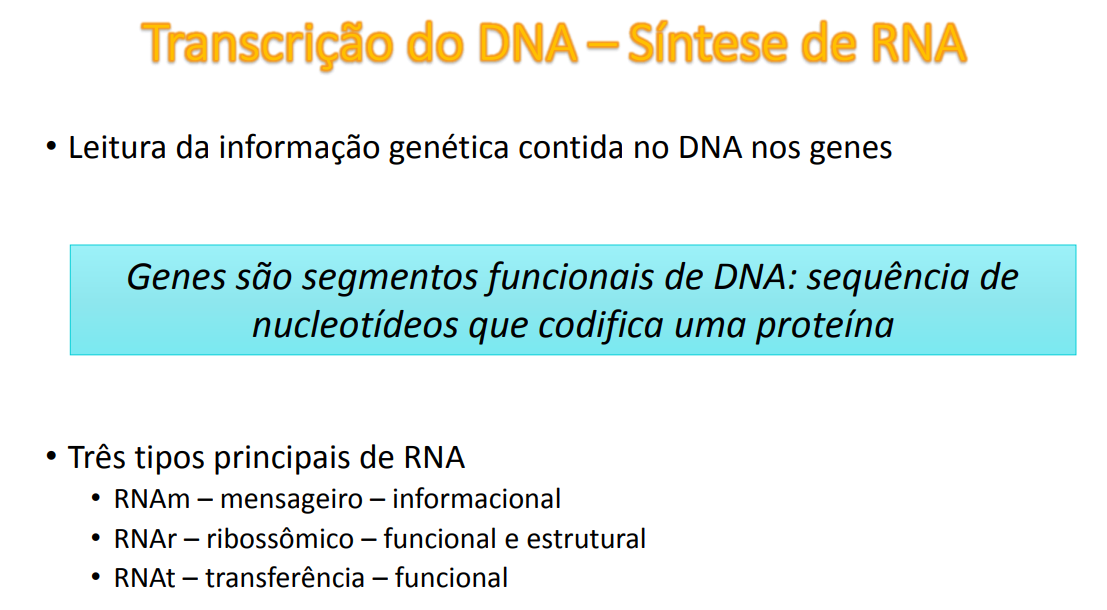 Transcrição do DNA – Síntese de RNA
• Leitura da informação genética contida no DNA nos genes
Genes são segmentos funcionais de DNA: sequência de
nucleotídeos que codifica uma proteína
• Três tipos principais de RNA
• RNAm – mensageiro – informacional
• RNAr – ribossômico – funcional e estrutural
• RNAt – transferência – funcional